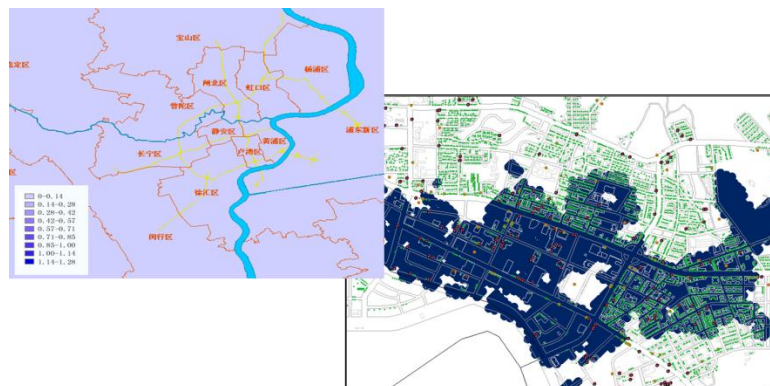 宝山区
杨浦区
嘉定区
闸北区
虹口区
普陀区
浦东新区
静安区
黄浦区
长宁区
卢湾区
徐汇区
闵行区
0-0.14
0.14-0.28
0.28-0.42
0.42-0.57
0.57-0.71
0.71-0.85
0.85-1.00
1.00-1.14
1.14-1.28